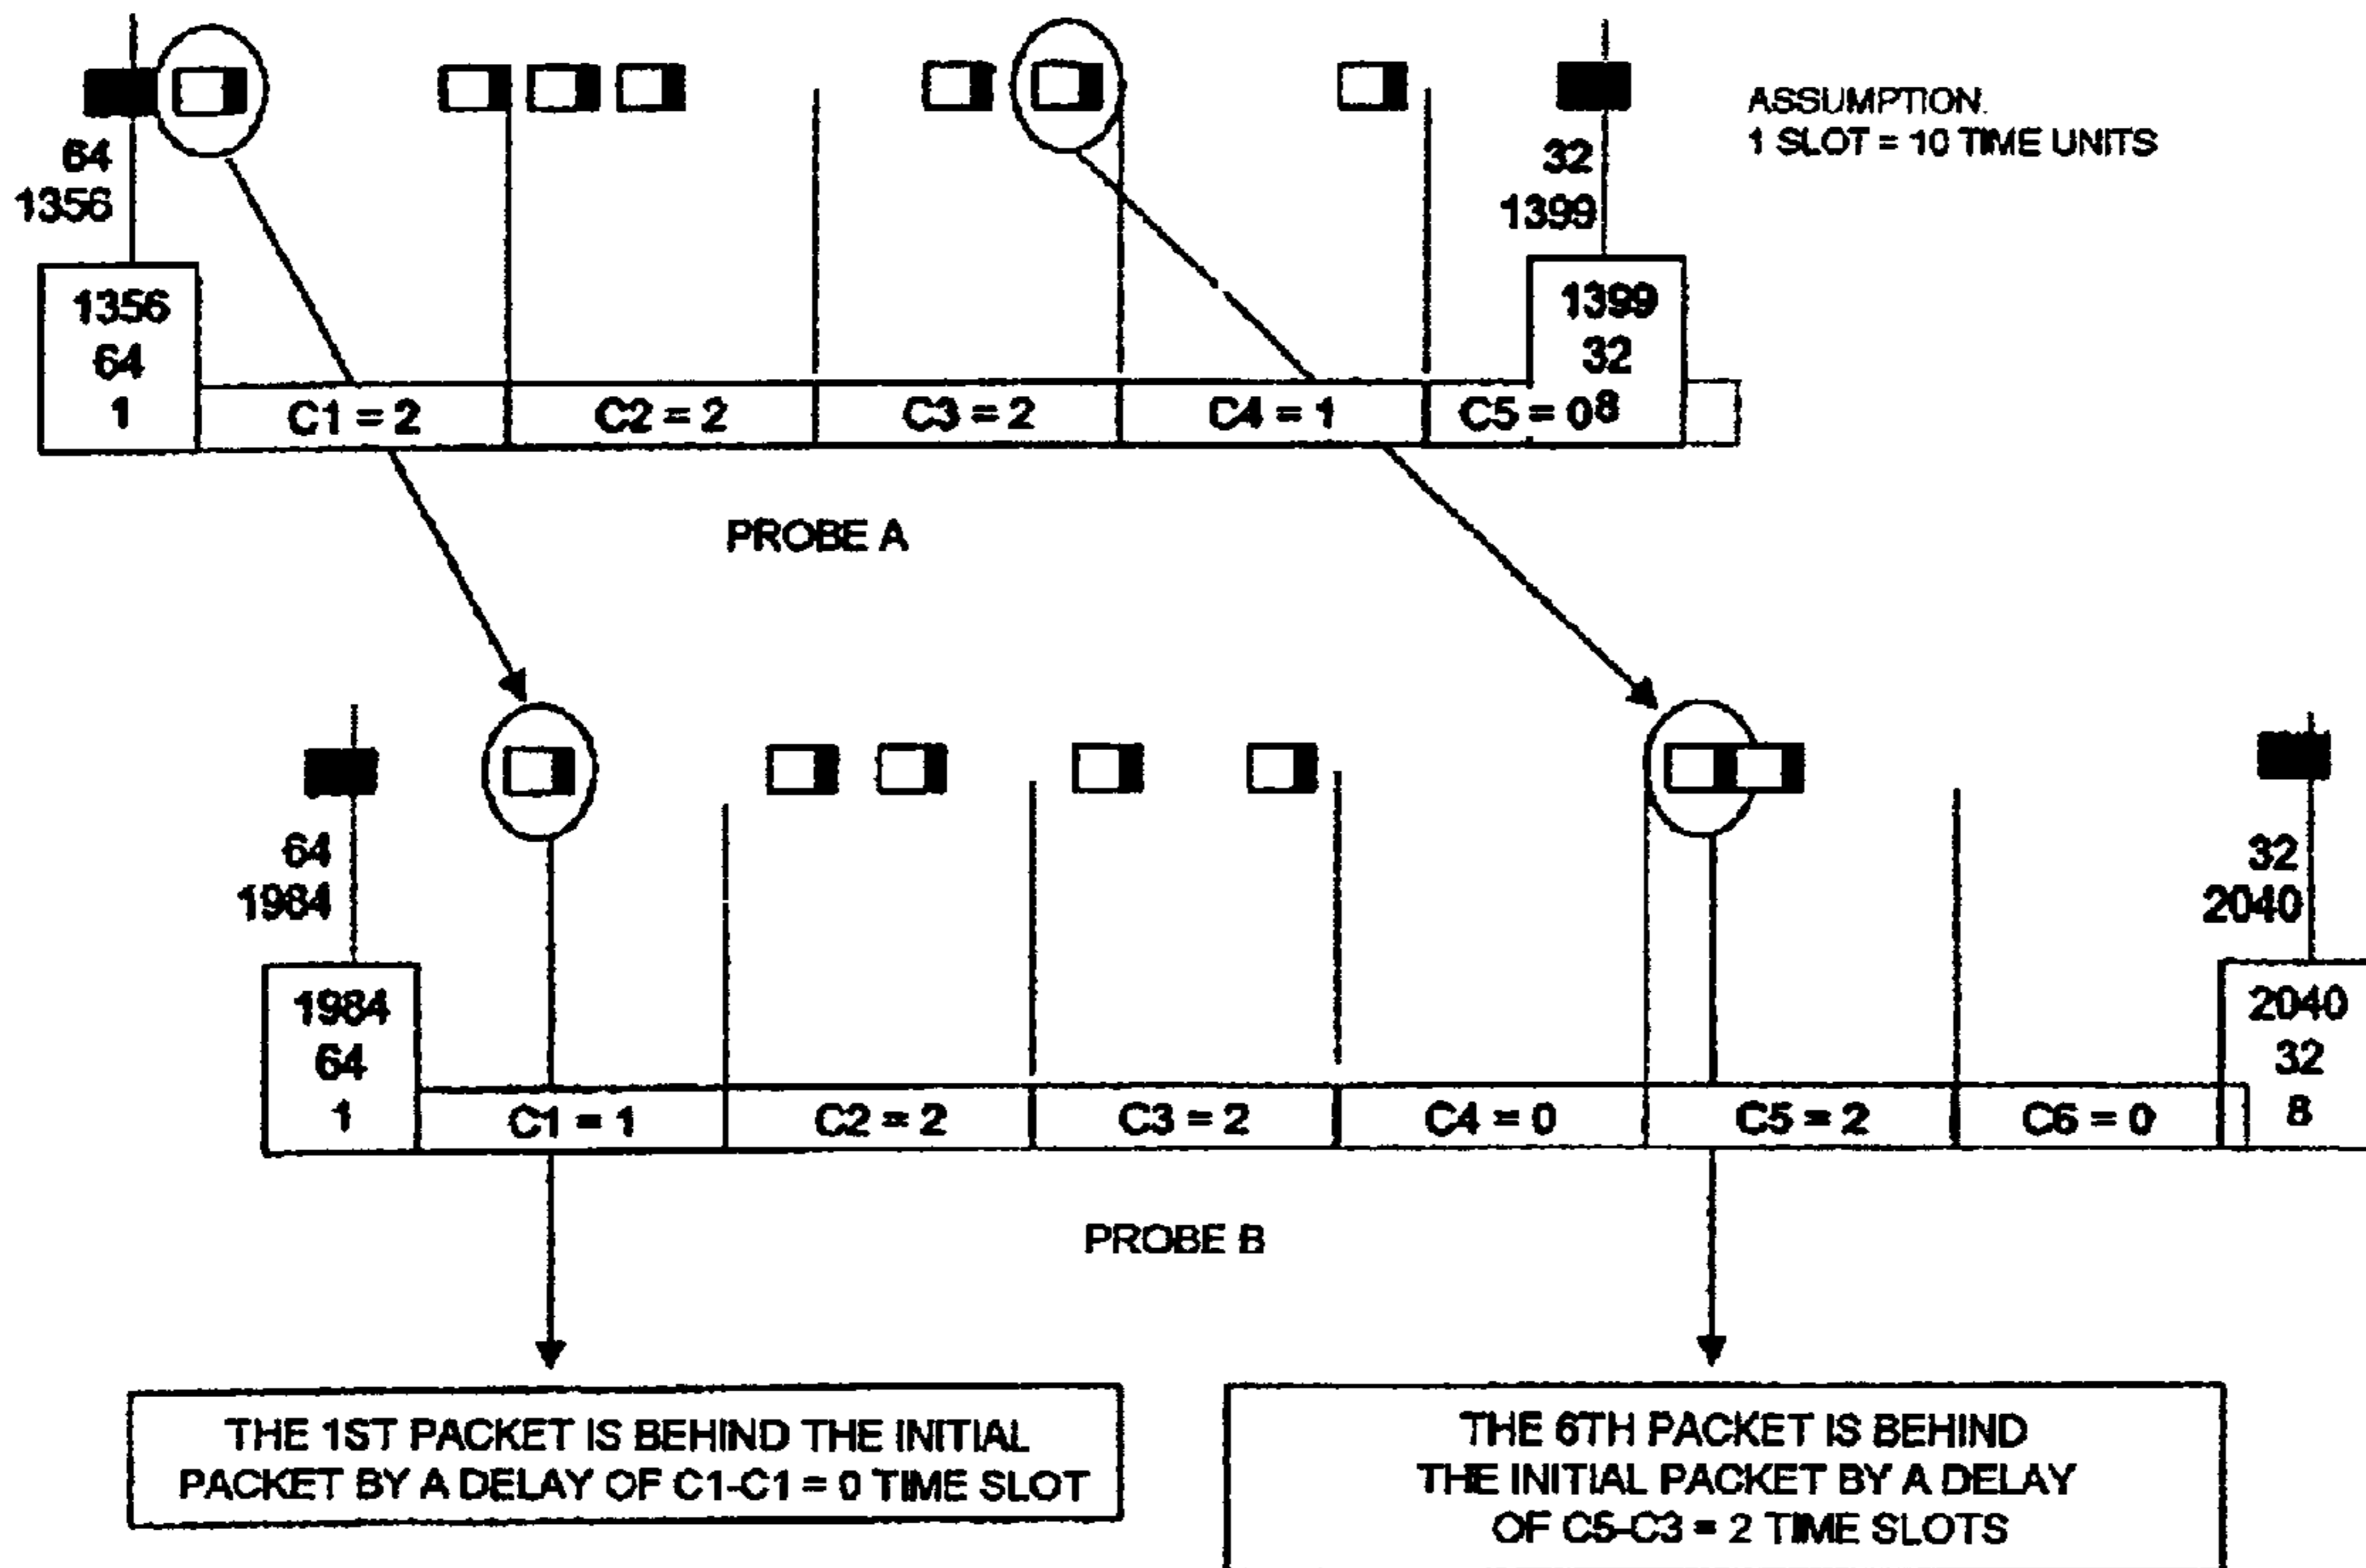 ASSUMPTION.
1 SLOT = 10 TIME UNITS
64
1356
32
1399
1356
64
1
1399
32
8
C1 = 2
C2 = 2
C3 = 2
C4 = 1
C5 = 0
PROBE A
64
1984
32
2040
1984
64
1
2040
32
8
C1 = 1
C2 = 2
C3 = 2
C4 = 0
C5 = 2
C6 = 0
PROBE B
THE 1ST PACKET IS BEHIND THE INITIAL
PACKET BY A DELAY OF C1-C1 = 0 TIME SLOT
THE 6TH PACKET IS BEHIND
THE INITIAL PACKET BY A DELAY
OF C5-C3 = 2 TIME SLOTS